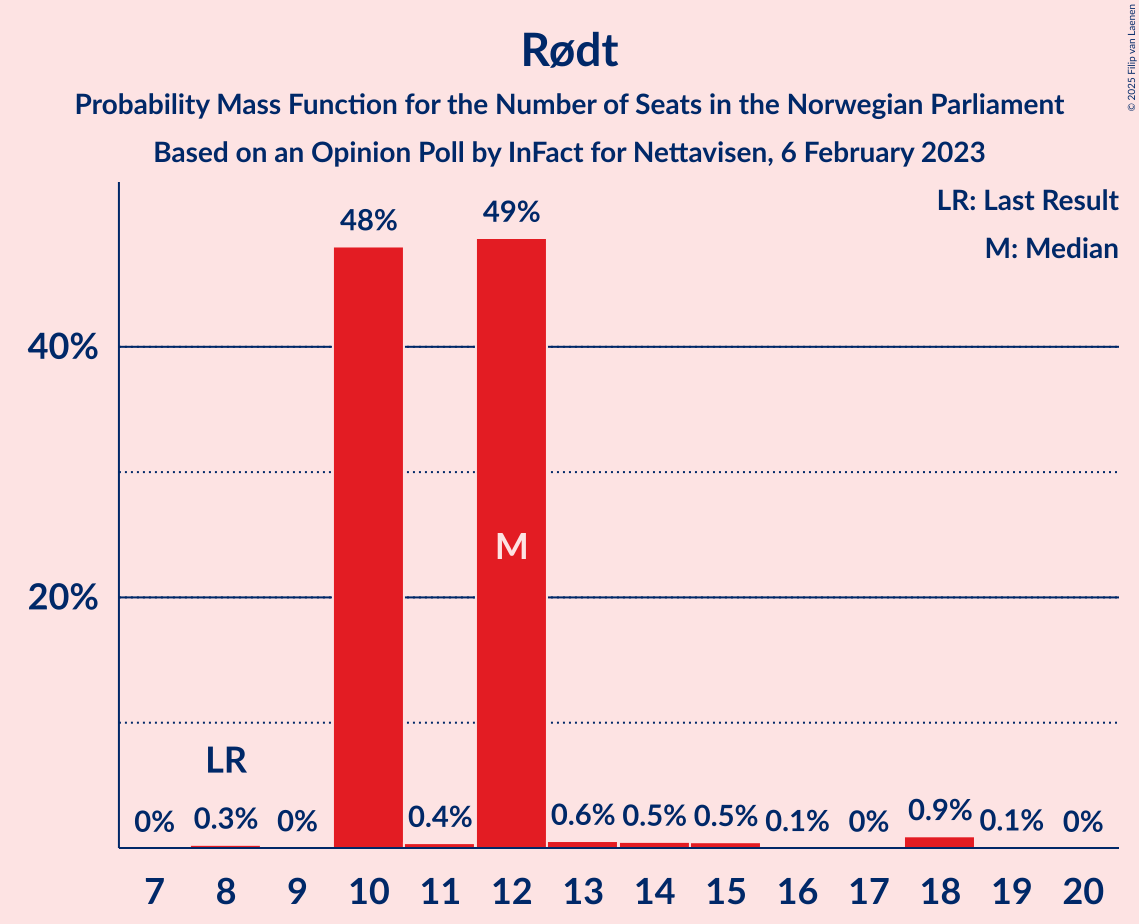 Rødt
Probability Mass Function for the Number of Seats in the Norwegian Parliament
Based on an Opinion Poll by InFact for Nettavisen, 6 February 2023
© 2025 Filip van Laenen
LR: Last Result
M: Median
48%
49%
40%
M
20%
LR
0%
0.3%
0%
0.4%
0.6%
0.5%
0.5%
0.1%
0%
0.9%
0.1%
0%
7 8 9 10 11 12 13 14 15 16 17 18 19 20